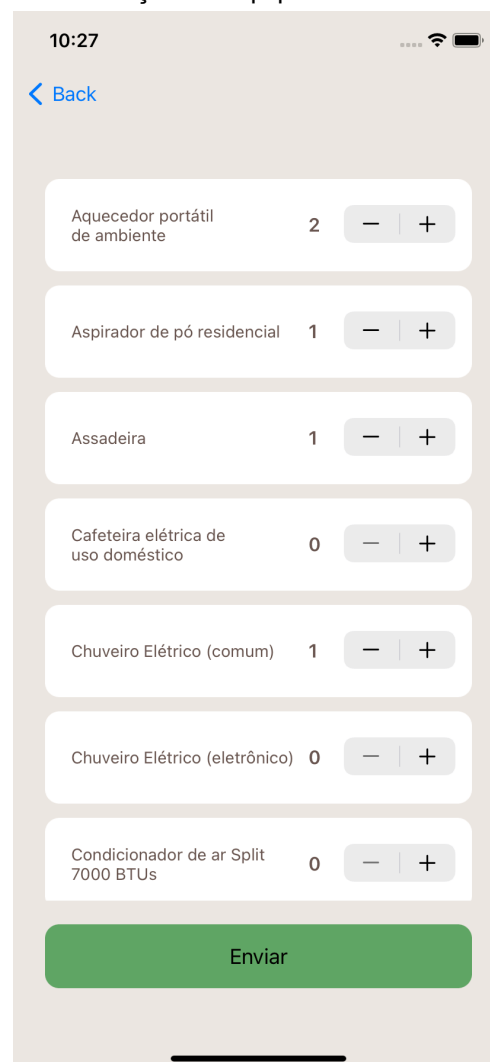 10:27
Back
Aquecedor portátil
de ambiente
2
Aspirador de pó residencial
1
Assadeira
1
Cafeteira elétrica de
uso doméstico
0
Chuveiro Elétrico (comum)
1
Chuveiro Elétrico (eletrônico)
0
Condicionador de ar Split
7000 BTUs
0
Enviar